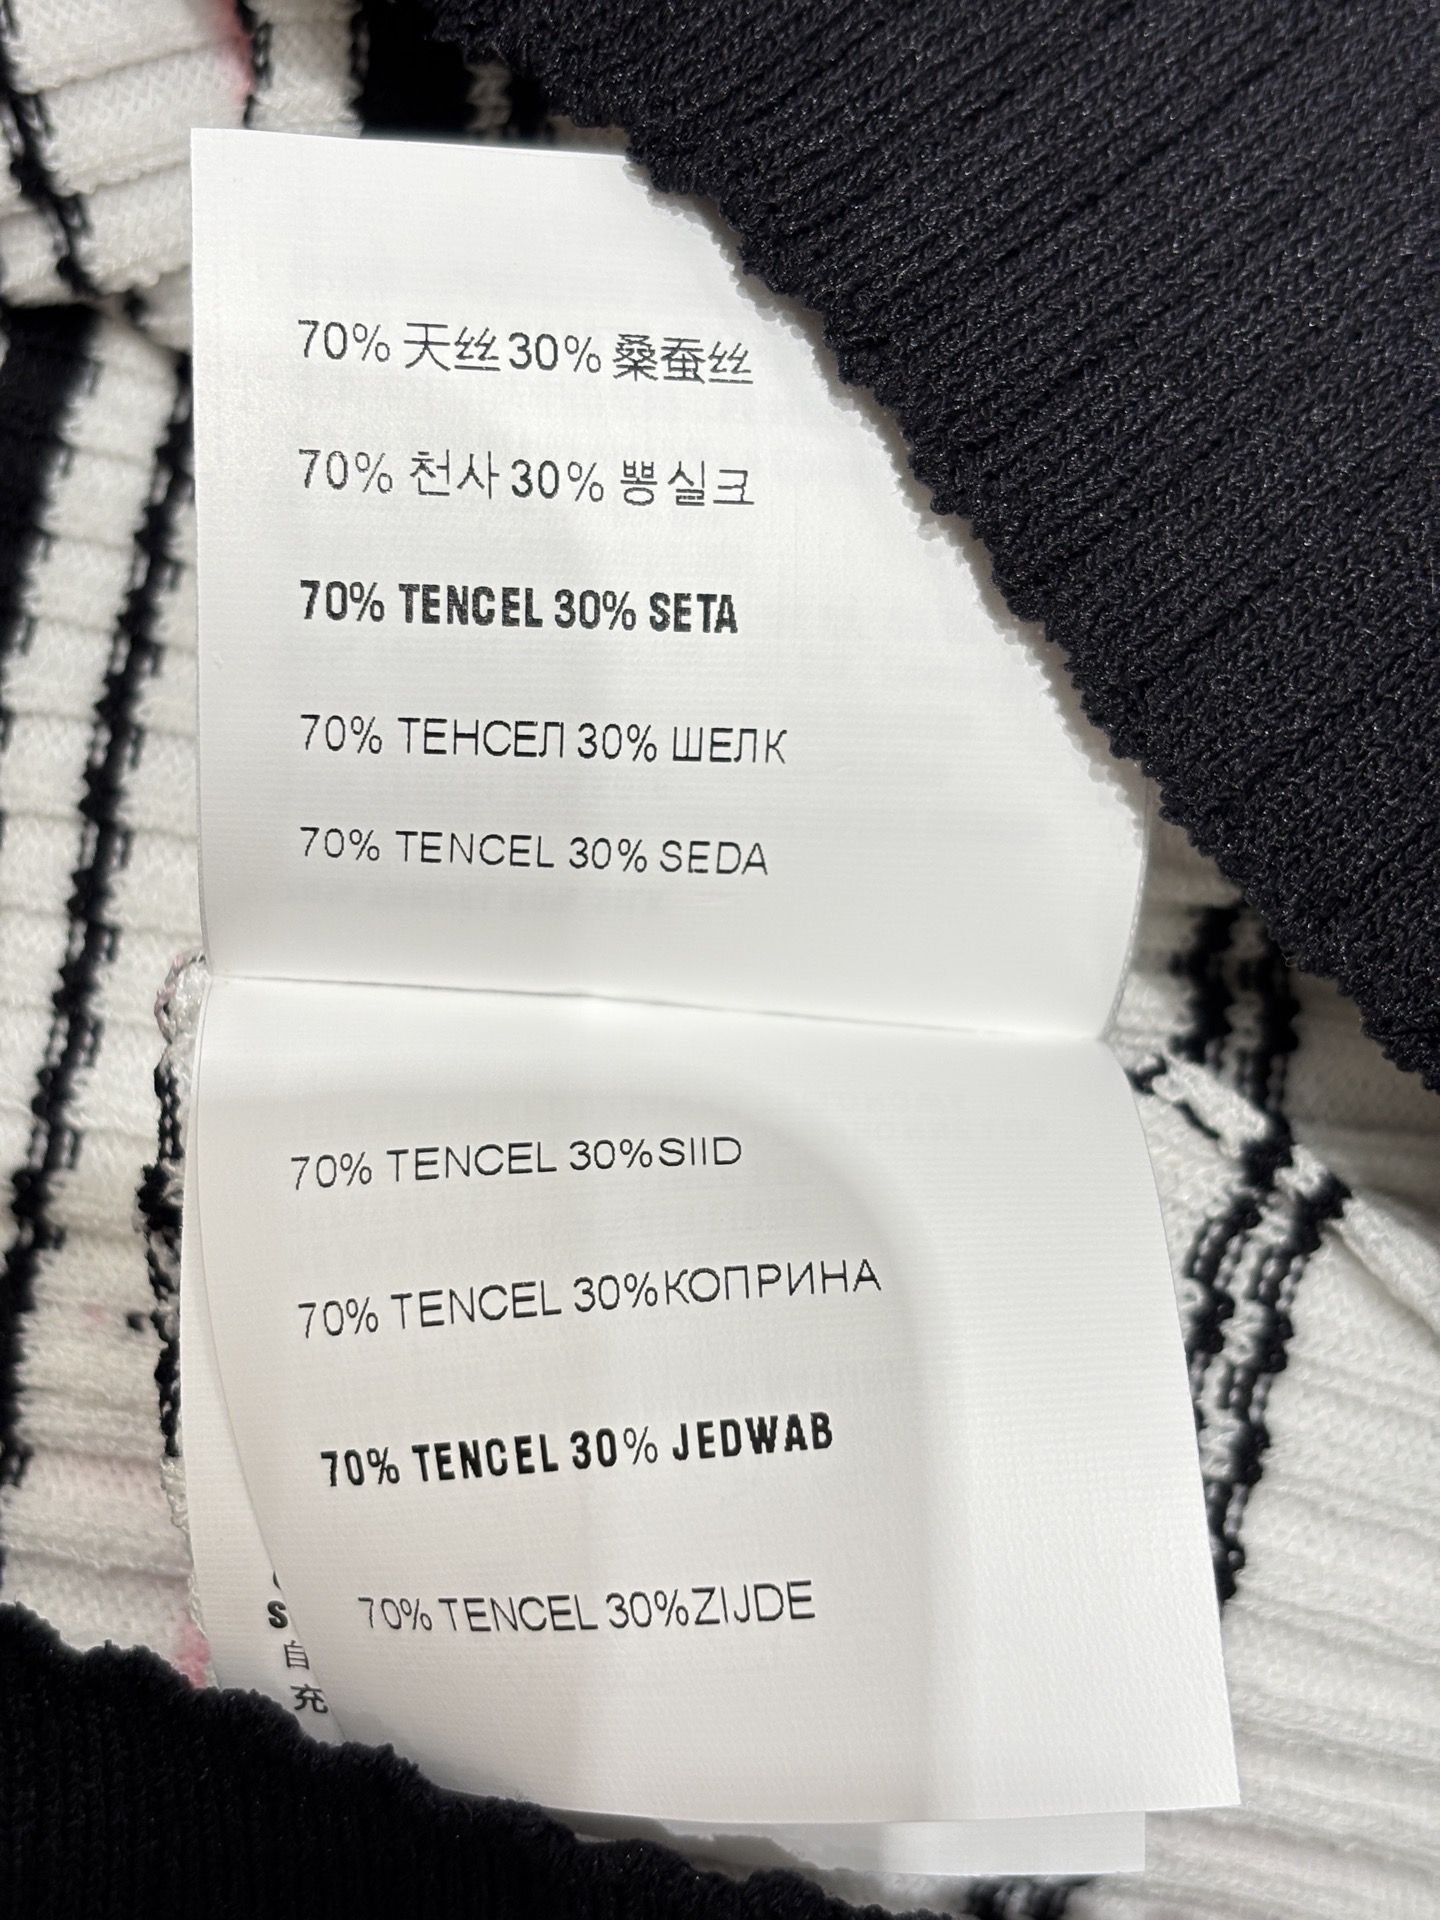 70% 天丝 30% 桑蚕丝
70% 천사 30% 뽕실크
70% TENCEL 30% SETA
70% ТЕНСЕЛ 30% ШЕЛК
70% TENCEL 30% SEDA
70% TENCEL 30% SIID
70% TENCEL 30% КОПРИНА
70% TENCEL 30% JEDWAB
70% TENCEL 30% ZIJDE
S
自
充